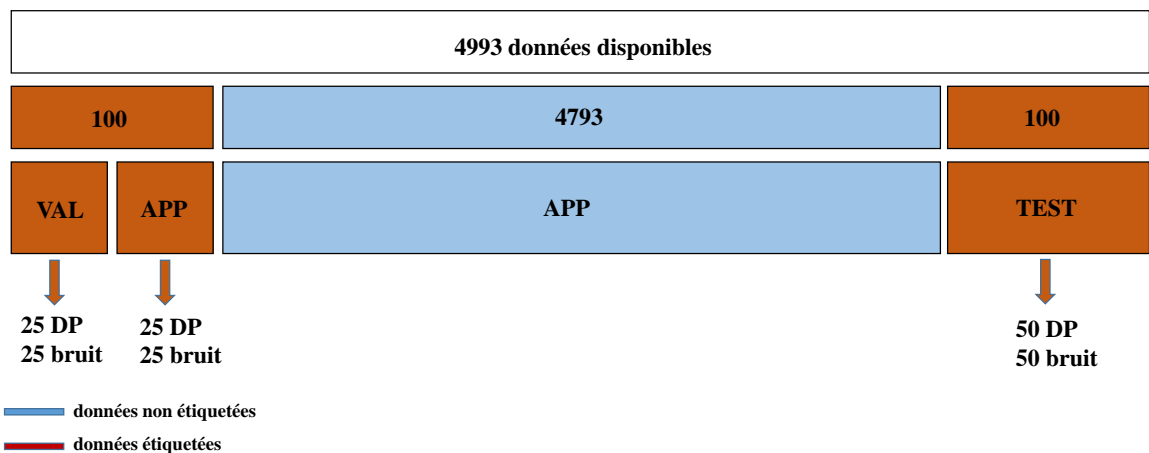 4993 données disponibles
100
4793
100
VAL
APP
APP
TEST
25 DP
25 bruit
25 DP
25 bruit
50 DP
50 bruit
données non étiquetées
données étiquetées